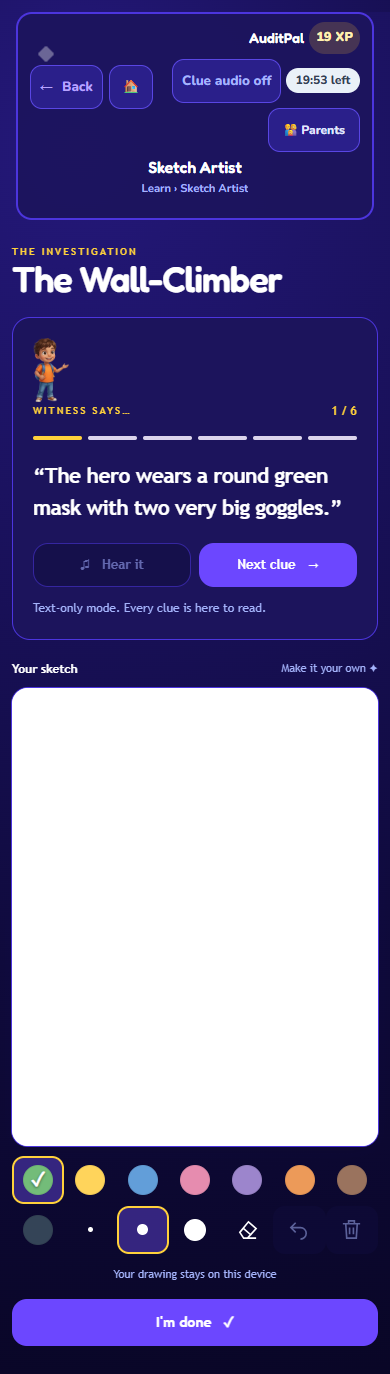 AuditPal 19 XP
← Back
Clue audio off
19:53 left
Parents
Sketch Artist
Learn › Sketch Artist
THE INVESTIGATION
The Wall-Climber
WITNESS SAYS…
1 / 6
“The hero wears a round green
mask with two very big goggles.”
♫ Hear it
Next clue →
Text-only mode. Every clue is here to read.
Your sketch
Make it your own ✦
Your drawing stays on this device
I'm done ✓